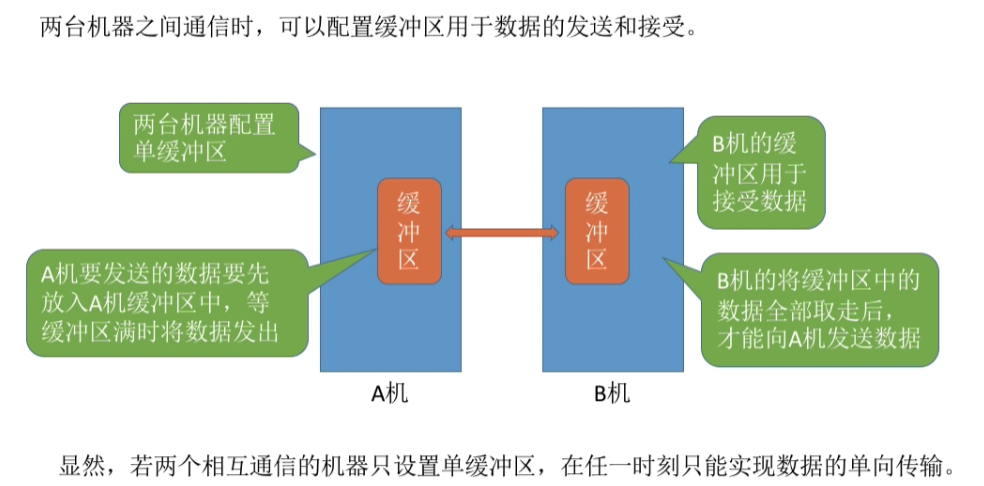 两台机器之间通信时，可以配置缓冲区用于数据的发送和接受。
两台机器配置
单缓冲区
B机的缓
冲区用于
接受数据
缓
冲
区
缓
冲
区
A机要发送的数据要先
放入A机缓冲区中，等
缓冲区满时将数据发出
B机的将缓冲区中的
数据全部取走后，
才能向A机发送数据
A机
B机
显然，若两个相互通信的机器只设置单缓冲区，在任一时刻只能实现数据的单向传输。